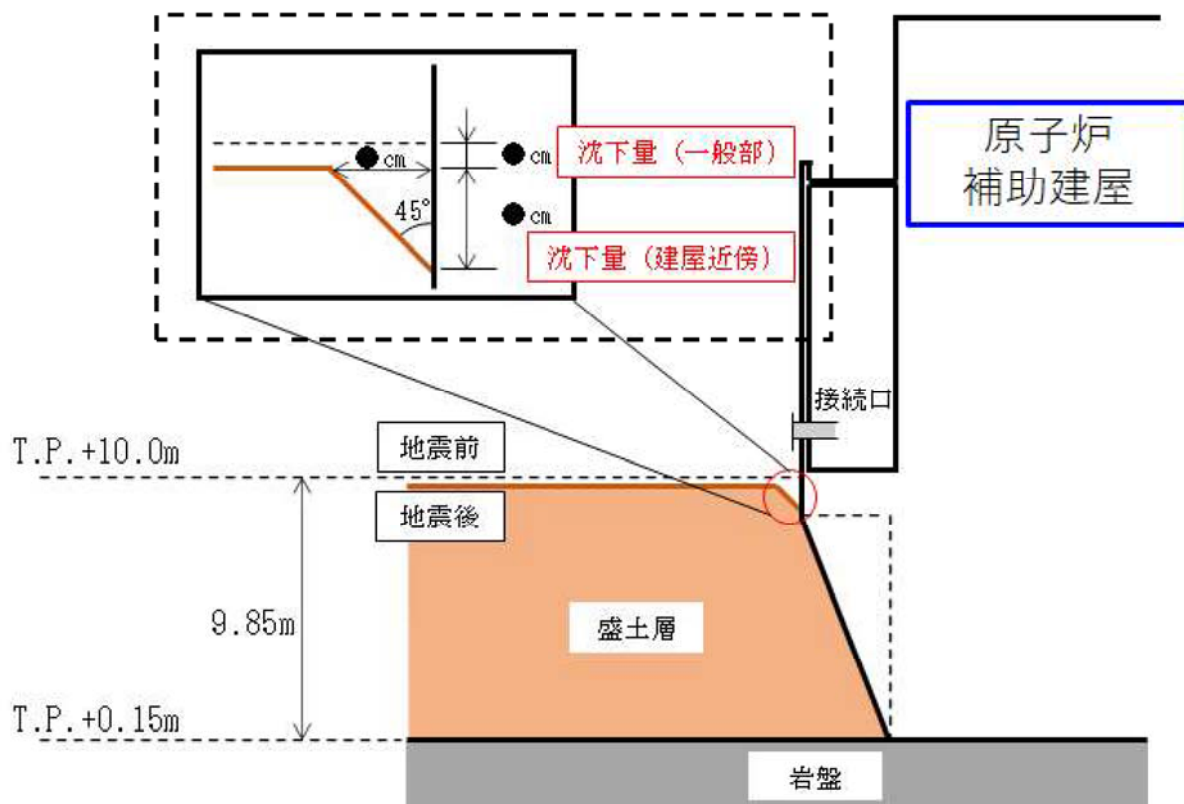 原子炉
補助建屋
●cm
●cm
沈下量（一般部）
45°
●cm
沈下量（建屋近傍）
接続口
T.P.+10.0m
地震前
地震後
9.85m
盛土層
T.P.+0.15m
岩盤